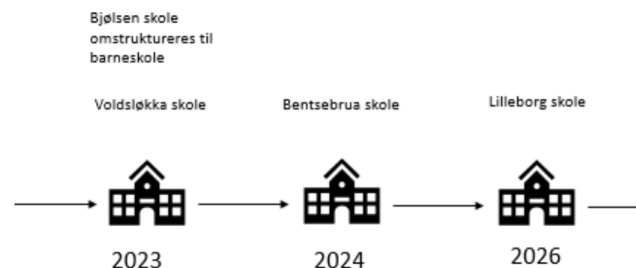 Bjølsen skole
omstruktureres til
barneskole
Voldsløkka skole
Bentsebrua skole
Lilleborg skole
2023
2024
2026